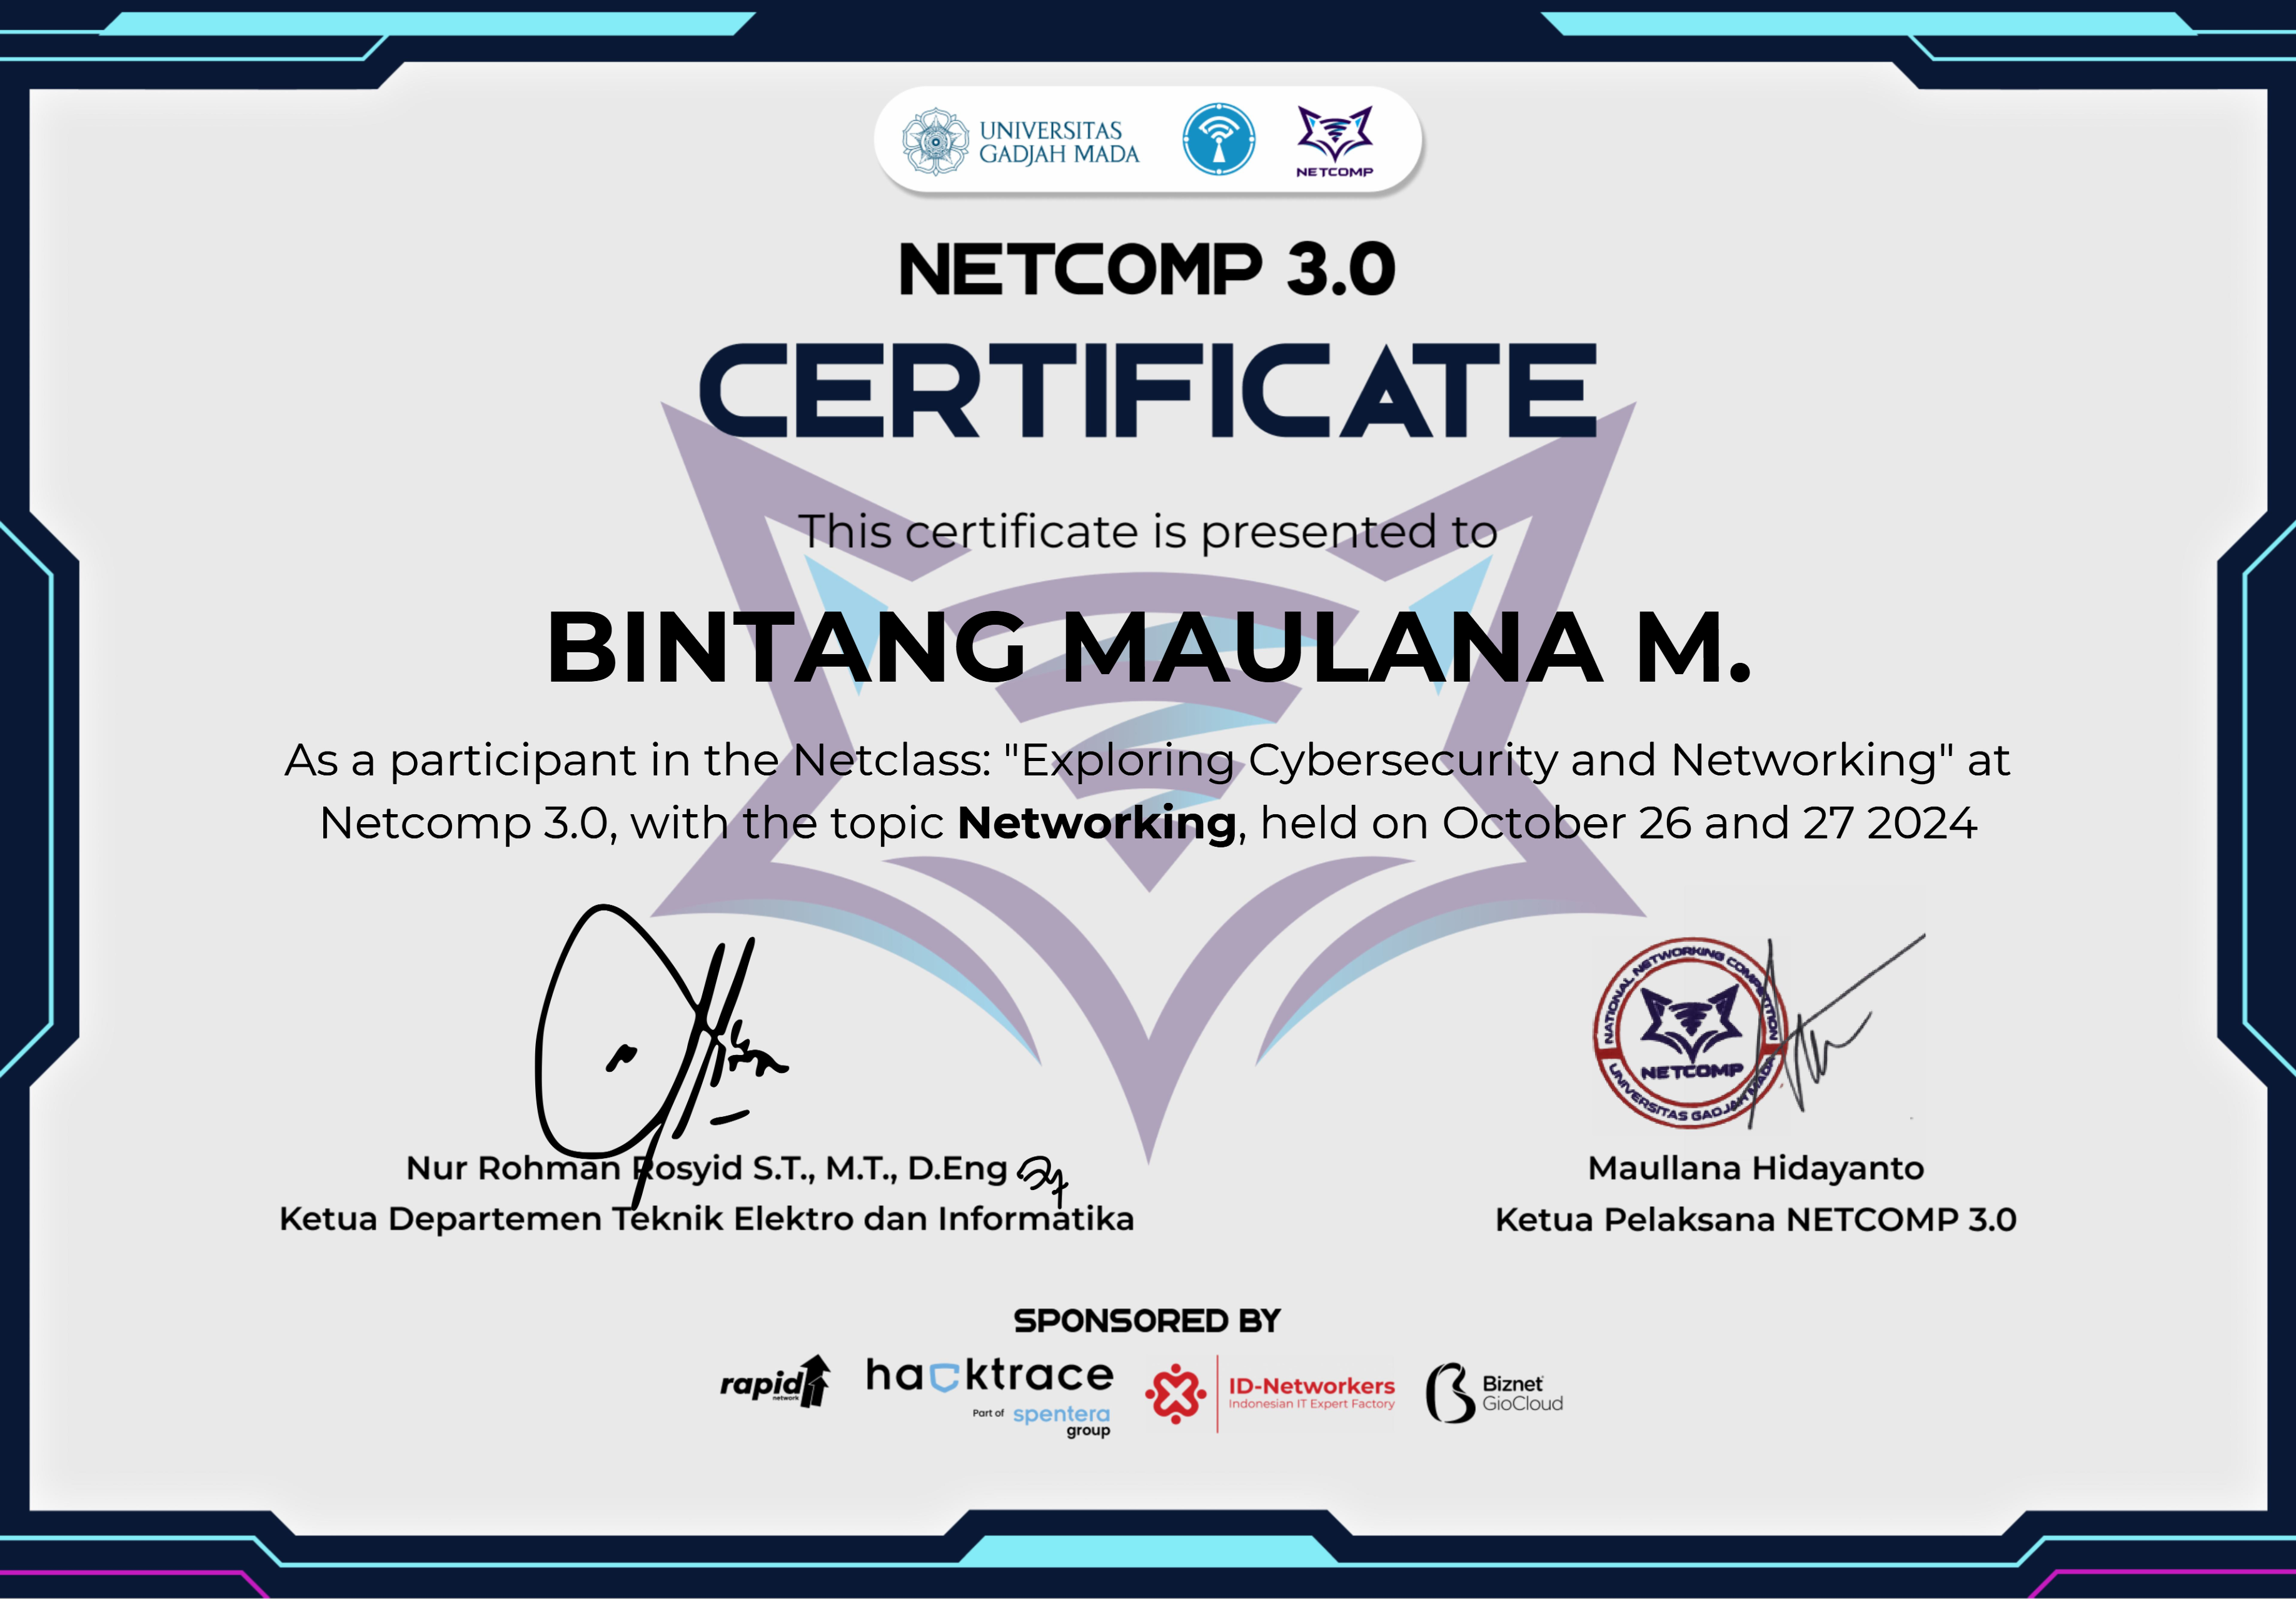 UNIVERSITAS
GADJAH MADA
NETCOMP
NETCOMP 3.0
CERTIFICATE
This certificate is presented to
BINTANG MAULANA M.
As a participant in the Netclass: "Exploring Cybersecurity and Networking" at
Netcomp 3.0, with the topic Networking, held on October 26 and 27 2024
NATIONAL NETWORKING COMPETITION
NETCOMP
UNIVERSITAS GADJAH MADA
Nur Rohman Rosyid S.T., M.T., D.Eng
Ketua Departemen Teknik Elektro dan Informatika
Maullana Hidayanto
Ketua Pelaksana NETCOMP 3.0
SPONSORED BY
rapid
network
hacktrace
Part of spentera
group
ID-Networkers
Indonesian IT Expert Factory
Biznet
GioCloud